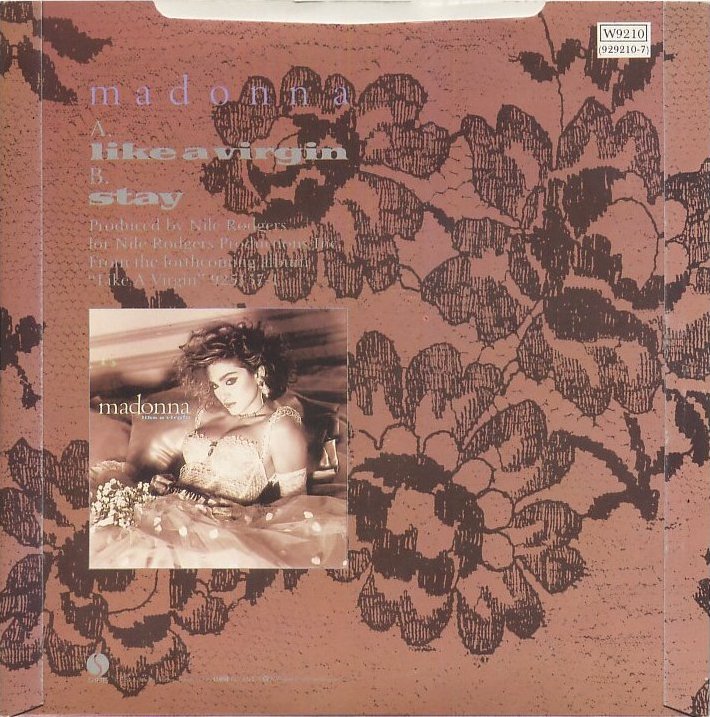 W9210
(929210-7)
madonna
A.
like a virgin
B.
stay
Produced by Nile Rodgers
for Nile Rodgers Productions Inc.
From the forthcoming album
"Like A Virgin"
madonna
like a virgin